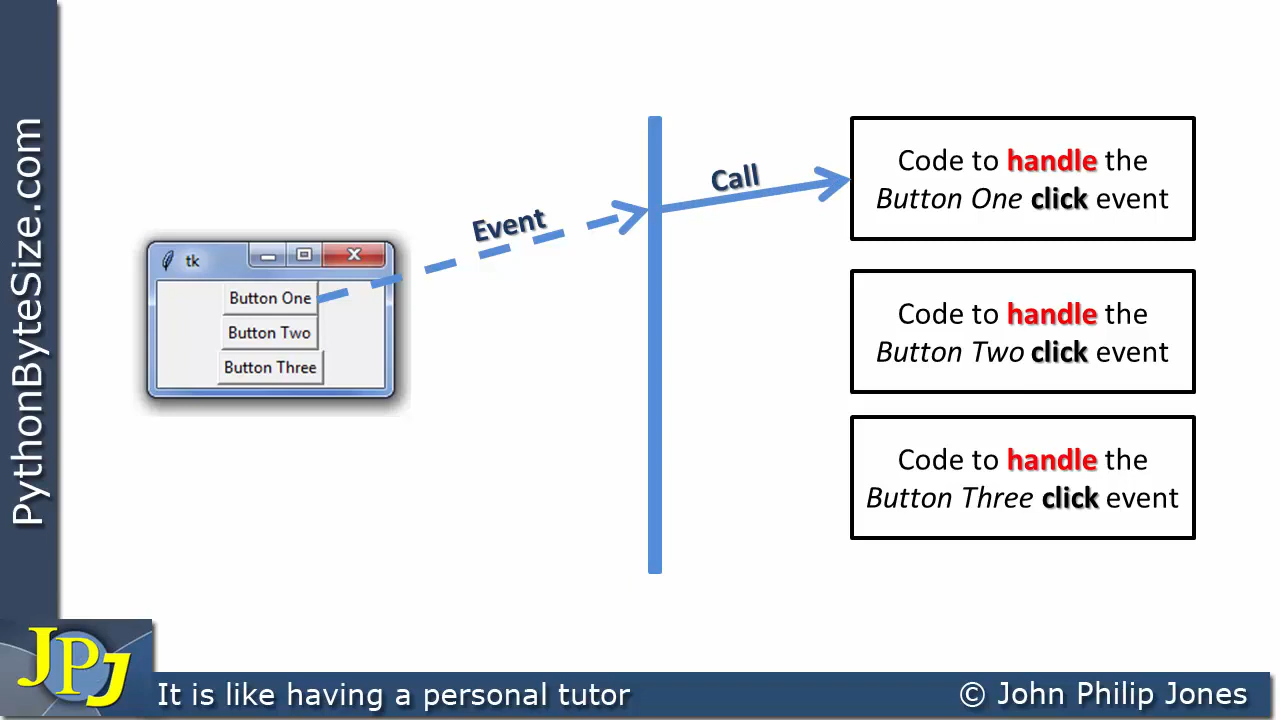 PythonByteSize.com
tk
Button One
Button Two
Button Three
Event
Call
Code to handle the
Button One click event
Code to handle the
Button Two click event
Code to handle the
Button Three click event
JPJ
It is like having a personal tutor
© John Philip Jones